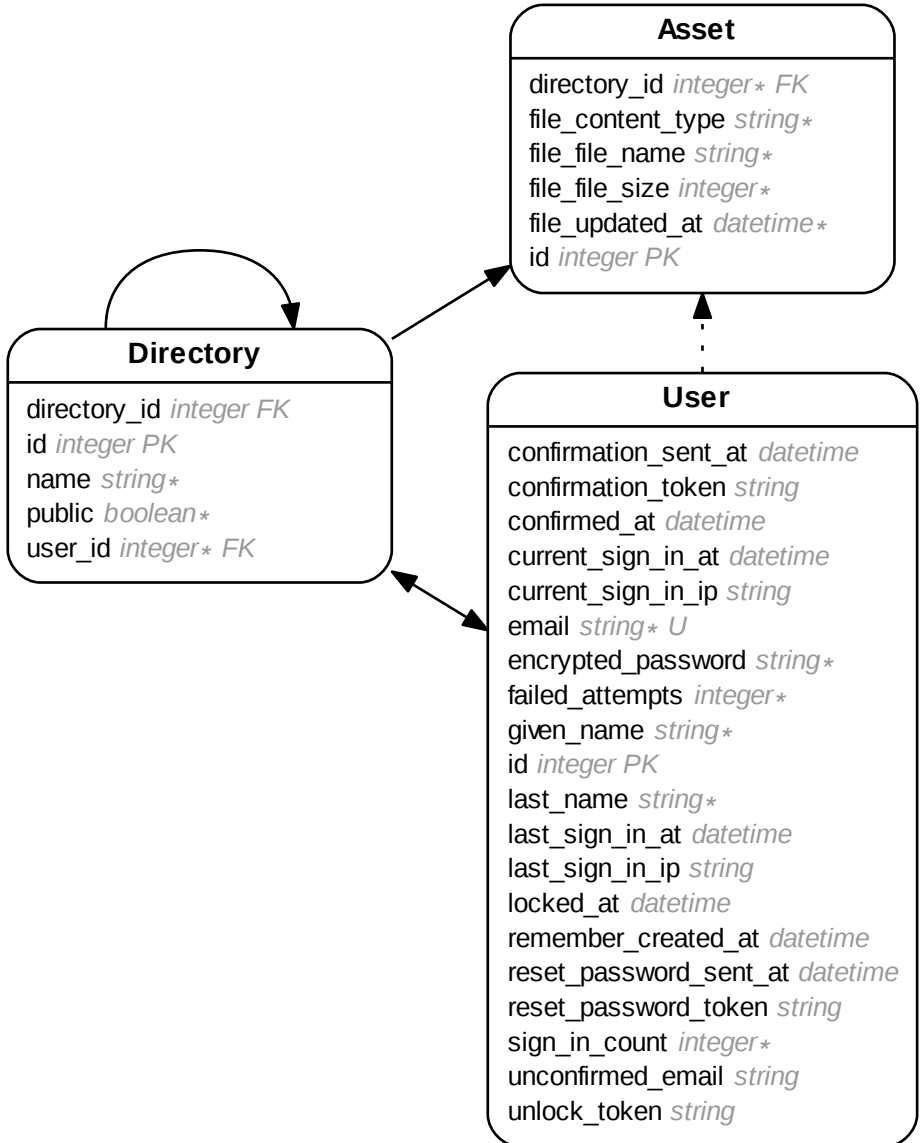 Asset
directory_id integer∗ FK
file_content_type string∗
file_file_name string∗
file_file_size integer∗
file_updated_at datetime∗
id integer PK
Directory
directory_id integer FK
id integer PK
name string∗
public boolean∗
user_id integer∗ FK
User
confirmation_sent_at datetime
confirmation_token string
confirmed_at datetime
current_sign_in_at datetime
current_sign_in_ip string
email string∗ U
encrypted_password string∗
failed_attempts integer∗
given_name string∗
id integer PK
last_name string∗
last_sign_in_at datetime
last_sign_in_ip string
locked_at datetime
remember_created_at datetime
reset_password_sent_at datetime
reset_password_token string
sign_in_count integer∗
unconfirmed_email string
unlock_token string